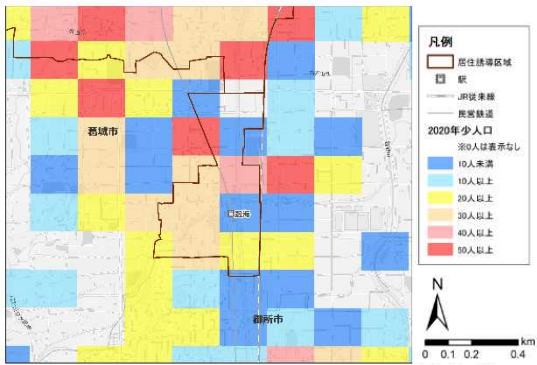 葛城市
忍海
御所市
凡例
居住誘導区域
駅
JR従来線
民営鉄道
2020年少人口
※0人は表示なし
10人未満
10人以上
20人以上
30人以上
40人以上
50人以上
N
0 0.1 0.2 0.4
km